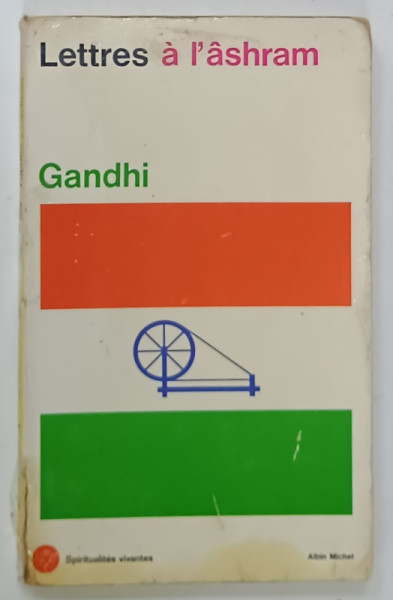 Lettres à l'âshram
Gandhi
Spiritualités vivantes
Albin Michel